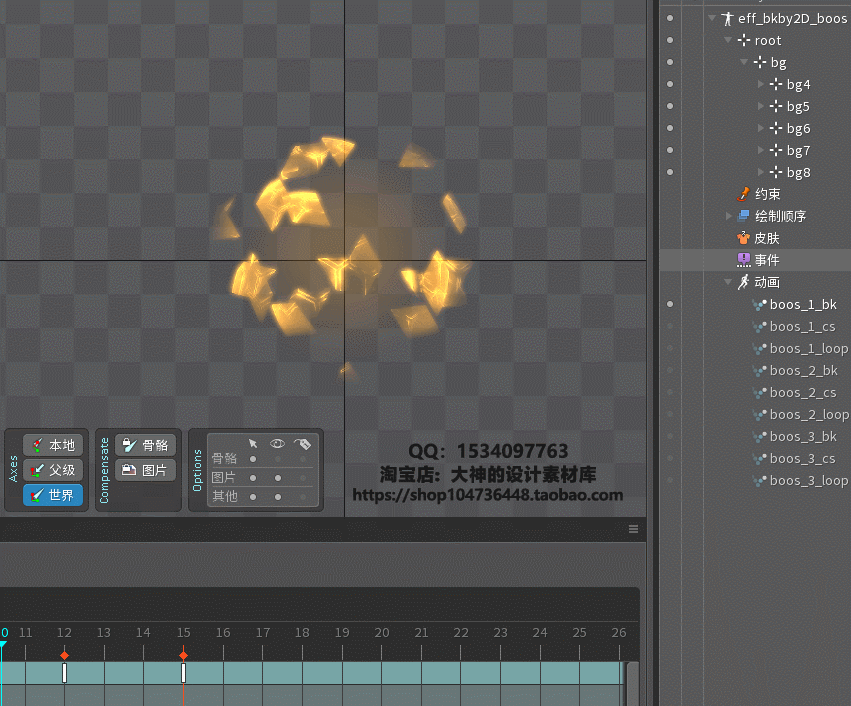 eff_bkby2D_boos
root
bg
bg4
bg5
bg6
bg7
bg8
约束
绘制顺序
皮肤
事件
动画
boos_1_bk
boos_1_cs
boos_1_loop
boos_2_bk
boos_2_cs
boos_2_loop
boos_3_bk
boos_3_cs
boos_3_loop
Axes
本地
父级
世界
Compensate
骨骼
图片
Options
骨骼
图片
其他
QQ：1534097763
淘宝店：大神的设计素材库
https://shop104736448.taobao.com
0 11 12 13 14 15 16 17 18 19 20 21 22 23 24 25 26